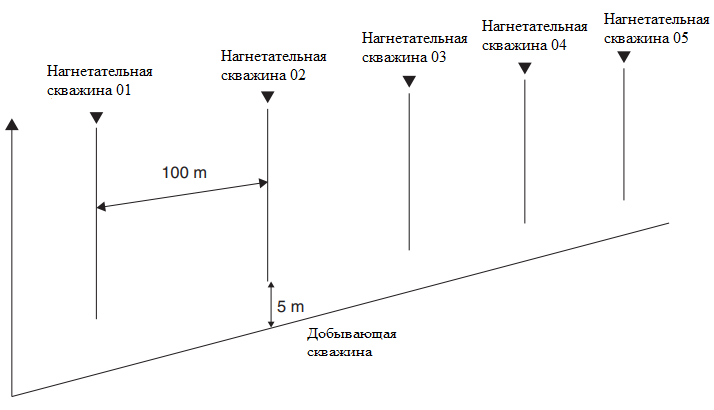 Нагнетательная
скважина 01
Нагнетательная
скважина 02
Нагнетательная
скважина 03
Нагнетательная
скважина 04
Нагнетательная
скважина 05
100 m
5 m
Добывающая
скважина